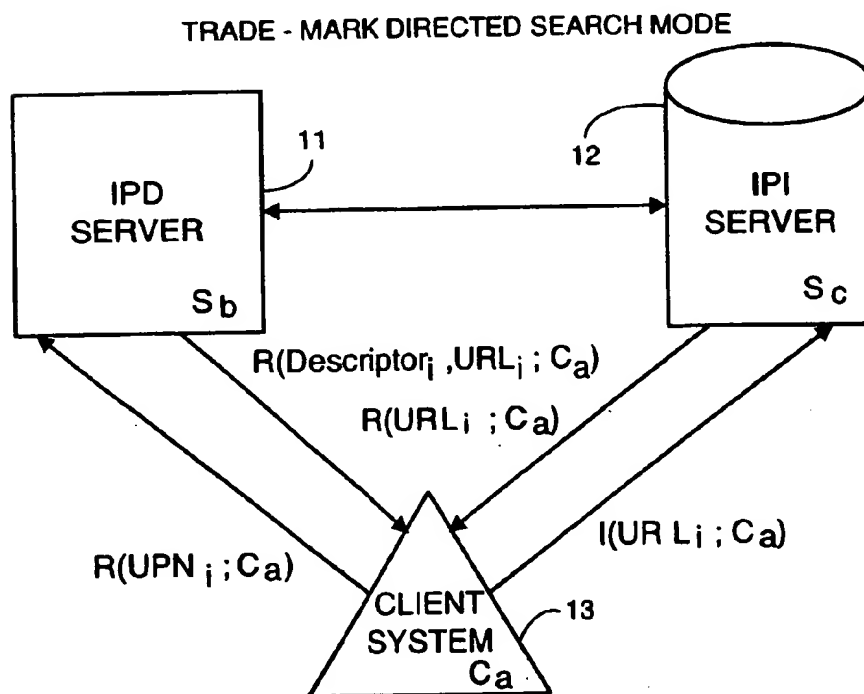 TRADE - MARK DIRECTED SEARCH MODE
11
12
IPD
SERVER
Sb
IPI
SERVER
Sc
R(Descriptori ,URLi ; Ca)
R(URLi ; Ca)
R(UPN i ; Ca)
I(UR Li ; Ca)
CLIENT
SYSTEM
Ca
13